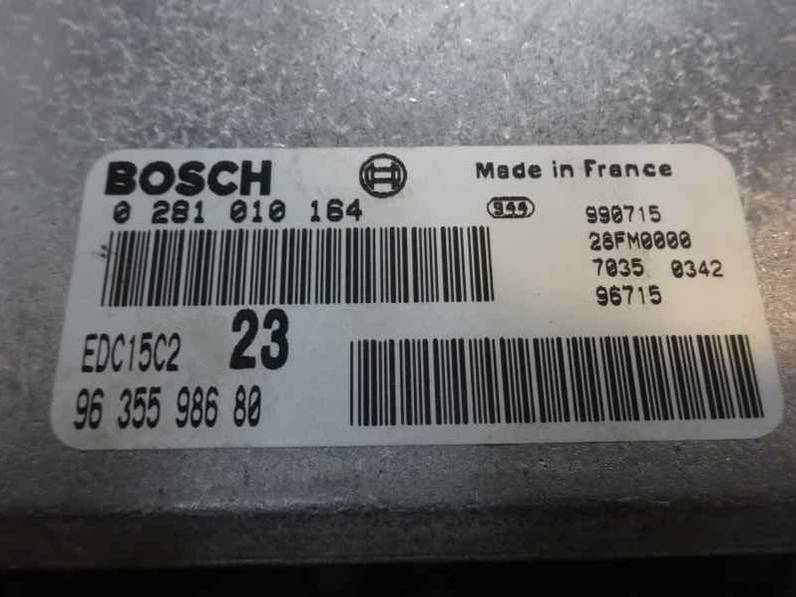 BOSCH
Made in France
0 281 010 164
944
990715
28FM0000
7035 0342
96715
EDC15C2 23
96 355 986 80